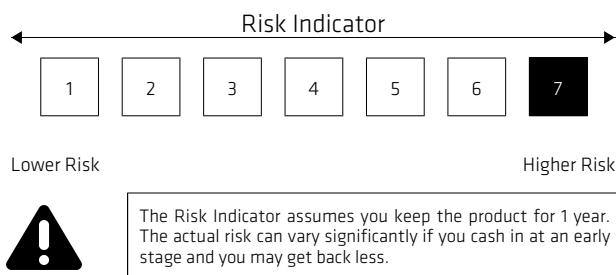 Risk Indicator
1 2 3 4 5 6 7
Lower Risk Higher Risk
The Risk Indicator assumes you keep the product for 1 year.
The actual risk can vary significantly if you cash in at an early
stage and you may get back less.